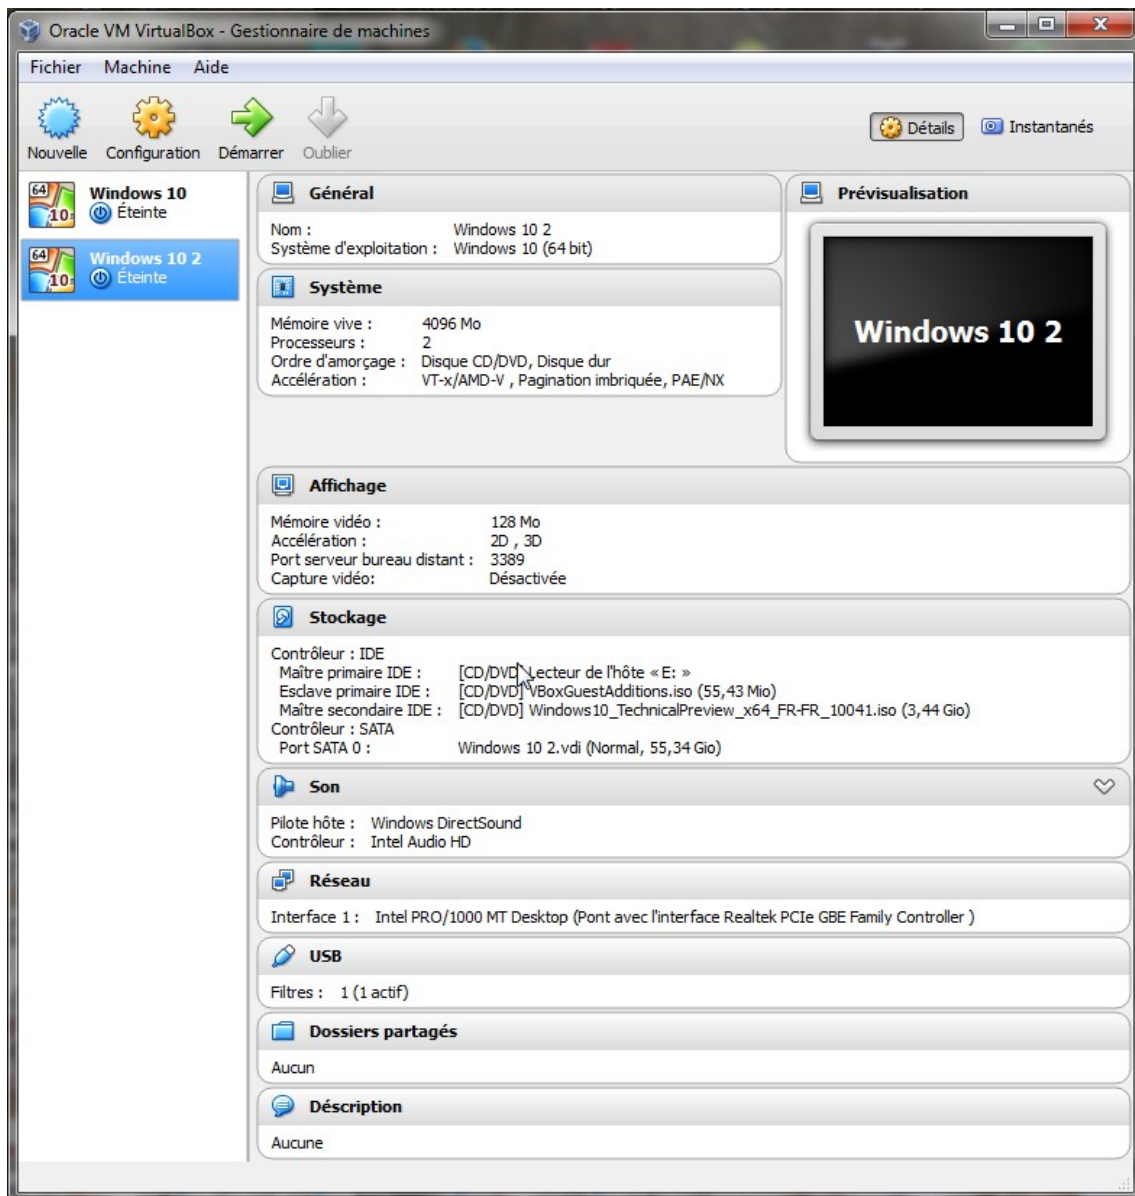 Oracle VM VirtualBox - Gestionnaire de machines
Fichier Machine Aide
Nouvelle Configuration Démarrer Oublier
Détails Instantanés
64 10 Windows 10
Éteinte
64 10 Windows 10 2
Éteinte
Général
Nom : Windows 10 2
Système d'exploitation : Windows 10 (64 bit)
Système
Mémoire vive : 4096 Mo
Processeurs : 2
Ordre d'amorçage : Disque CD/DVD, Disque dur
Accélération : VT-x/AMD-V , Pagination imbriquée, PAE/NX
Prévisualisation
Windows 10 2
Affichage
Mémoire vidéo : 128 Mo
Accélération : 2D , 3D
Port serveur bureau distant : 3389
Capture vidéo: Désactivée
Stockage
Contrôleur : IDE
Maître primaire IDE : [CD/DVD] Lecteur de l'hôte « E: »
Esclave primaire IDE : [CD/DVD] VBoxGuestAdditions.iso (55,43 Mio)
Maître secondaire IDE : [CD/DVD] Windows10_TechnicalPreview_x64_FR-FR_10041.iso (3,44 Gio)
Contrôleur : SATA
Port SATA 0 : Windows 10 2.vdi (Normal, 55,34 Gio)
Son
Pilote hôte : Windows DirectSound
Contrôleur : Intel Audio HD
Réseau
Interface 1 : Intel PRO/1000 MT Desktop (Pont avec l'interface Realtek PCIe GBE Family Controller )
USB
Filtres : 1 (1 actif)
Dossiers partagés
Aucun
Déscription
Aucune